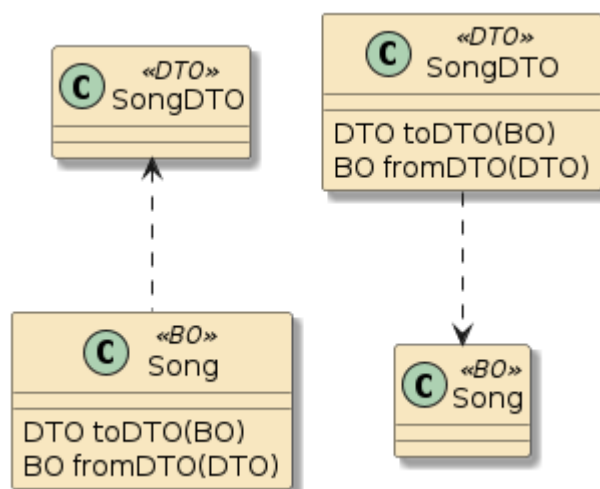 C «DTO»
SongDTO
C «BO»
Song
DTO toDTO(BO)
BO fromDTO(DTO)
C «DTO»
SongDTO
DTO toDTO(BO)
BO fromDTO(DTO)
C «BO»
Song